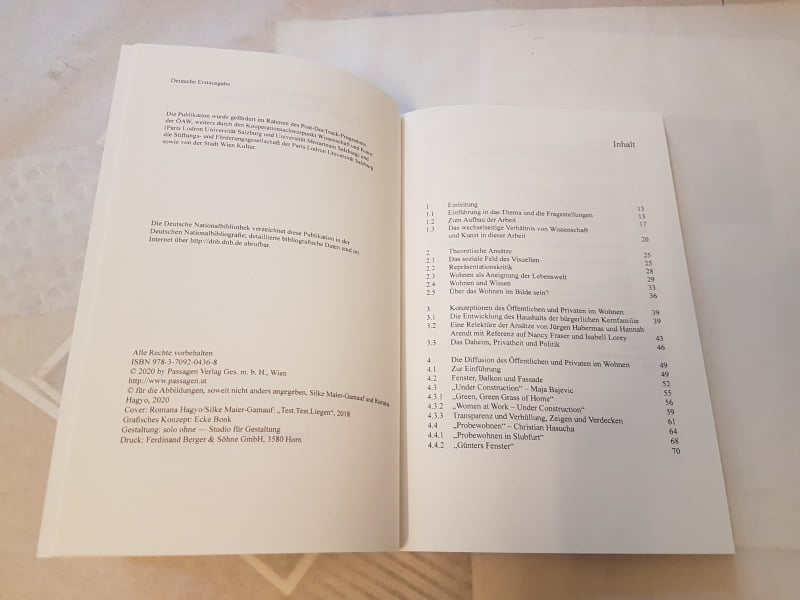 Deutsche Erstausgabe
Die Publikation wurde gefördert im Rahmen des Post-DocTrack-Programms
der ÖAW, weiters durch den Kooperationsschwerpunkt Wissenschaft und Kunst
(Paris Lodron Universität Salzburg und Universität Mozarteum Salzburg) und
die Stiftungs- und Förderungsgesellschaft der Paris Lodron Universität Salzburg
sowie von der Stadt Wien Kultur.
Die Deutsche Nationalbibliothek verzeichnet diese Publikation in der
Deutschen Nationalbibliografie; detaillierte bibliografische Daten sind im
Internet über http://dnb.dnb.de abrufbar.
Alle Rechte vorbehalten
ISBN 978-3-7092-0436-8
© 2020 by Passagen Verlag Ges. m. b. H., Wien
http://www.passagen.at
© für die Abbildungen, soweit nicht anders angegeben, Silke Maier-Gamauf und Romana
Hagyo, 2020
Cover: Romana Hagyo/Silke Maier-Gamauf: „Test.Test.Liegen“, 2018
Grafisches Konzept: Ecke Bonk
Gestaltung: solo ohne — Studio für Gestaltung
Druck: Ferdinand Berger & Söhne GmbH, 3580 Horn
Inhalt
1 Einleitung 13
1.1 Einführung in das Thema und die Fragestellungen 13
1.2 Zum Aufbau der Arbeit 17
1.3 Das wechselseitige Verhältnis von Wissenschaft
und Kunst in dieser Arbeit 20
2 Theoretische Ansätze 25
2.1 Das soziale Feld des Visuellen 25
2.2 Repräsentationskritik 28
2.3 Wohnen als Aneignung der Lebenswelt 29
2.4 Wohnen und Wissen 33
2.5 Über das Wohnen im Bilde sein? 36
3 Konzeptionen des Öffentlichen und Privaten im Wohnen 39
3.1 Die Entwicklung des Haushalts der bürgerlichen Kernfamilie 39
3.2 Eine Relektüre der Ansätze von Jürgen Habermas und Hannah
Arendt mit Referenz auf Nancy Fraser und Isabell Lorey 43
3.3 Das Daheim, Privatheit und Politik 46
4 Die Diffusion des Öffentlichen und Privaten im Wohnen 49
4.1 Zur Einführung 49
4.2 Fenster, Balkon und Fassade 52
4.3 „Under Construction“ – Maja Bajevic 55
4.3.1 „Green, Green Grass of Home“ 56
4.3.2 „Women at Work – Under Construction“ 59
4.3.3 Transparenz und Verhüllung, Zeigen und Verdecken 61
4.4 „Probewohnen“ – Christian Hasucha 64
4.4.1 „Probewohnen in Slubfurt“ 68
4.4.2 „Günters Fenster“ 70